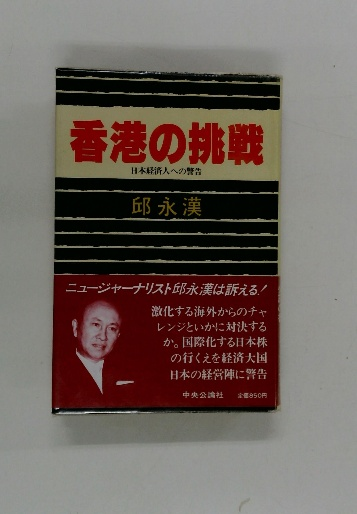 香港の挑戦
日本経済人への警告
邱永漢
ニュージャーナリスト邱永漢は訴える!
激化する海外からのチャ
レンジといかに対決する
か。国際化する日本株
の行くえを経済大国
日本の経営陣に警告
中央公論社 定価850円